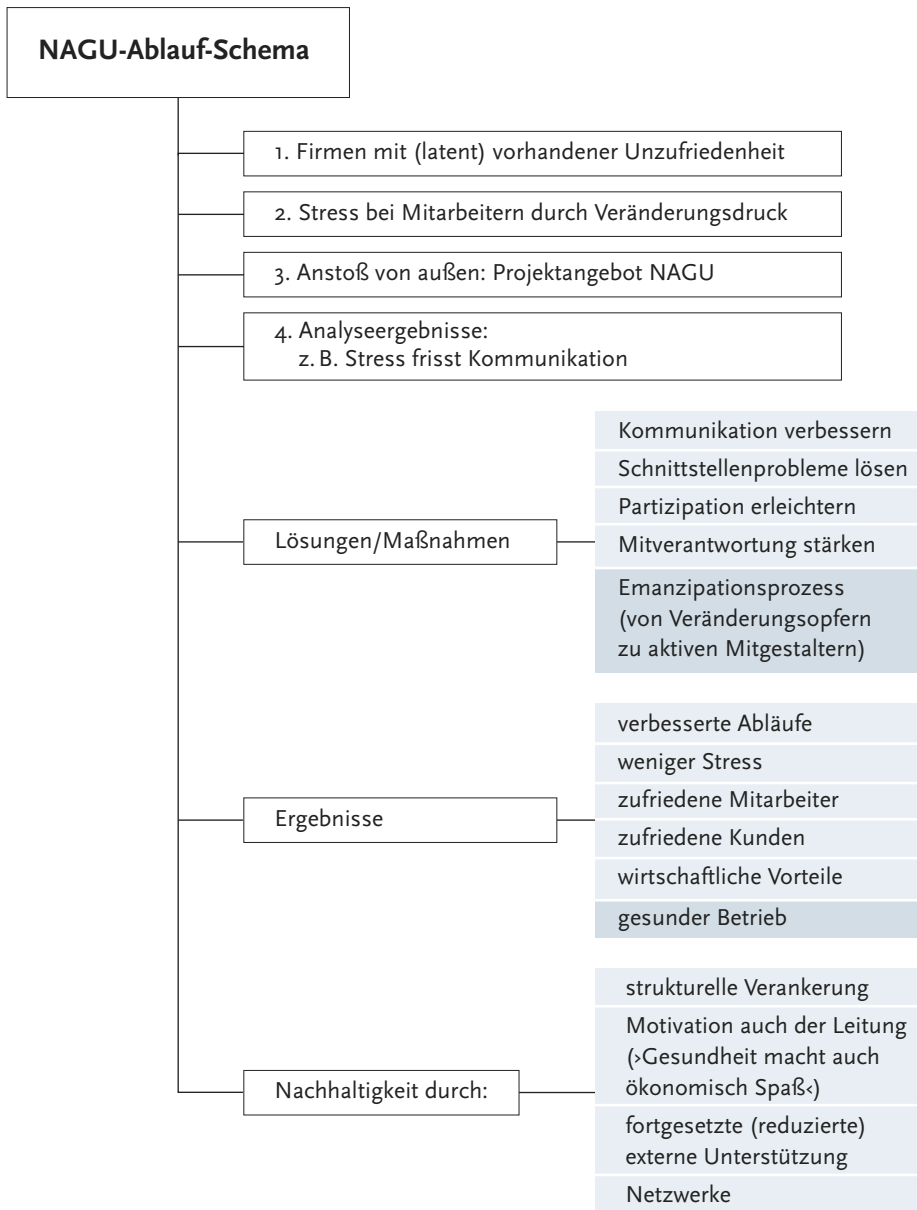 NAGU-Ablauf-Schema
1. Firmen mit (latent) vorhandener Unzufriedenheit
2. Stress bei Mitarbeitern durch Veränderungsdruck
3. Anstoß von außen: Projektangebot NAGU
4. Analyseergebnisse:
z. B. Stress frisst Kommunikation
Lösungen/Maßnahmen
Kommunikation verbessern
Schnittstellenprobleme lösen
Partizipation erleichtern
Mitverantwortung stärken
Emanzipationsprozess
(von Veränderungsopfern
zu aktiven Mitgestaltern)
Ergebnisse
verbesserte Abläufe
weniger Stress
zufriedene Mitarbeiter
zufriedene Kunden
wirtschaftliche Vorteile
gesunder Betrieb
Nachhaltigkeit durch:
strukturelle Verankerung
Motivation auch der Leitung
(›Gesundheit macht auch
ökonomisch Spaß‹)
fortgesetzte (reduzierte)
externe Unterstützung
Netzwerke